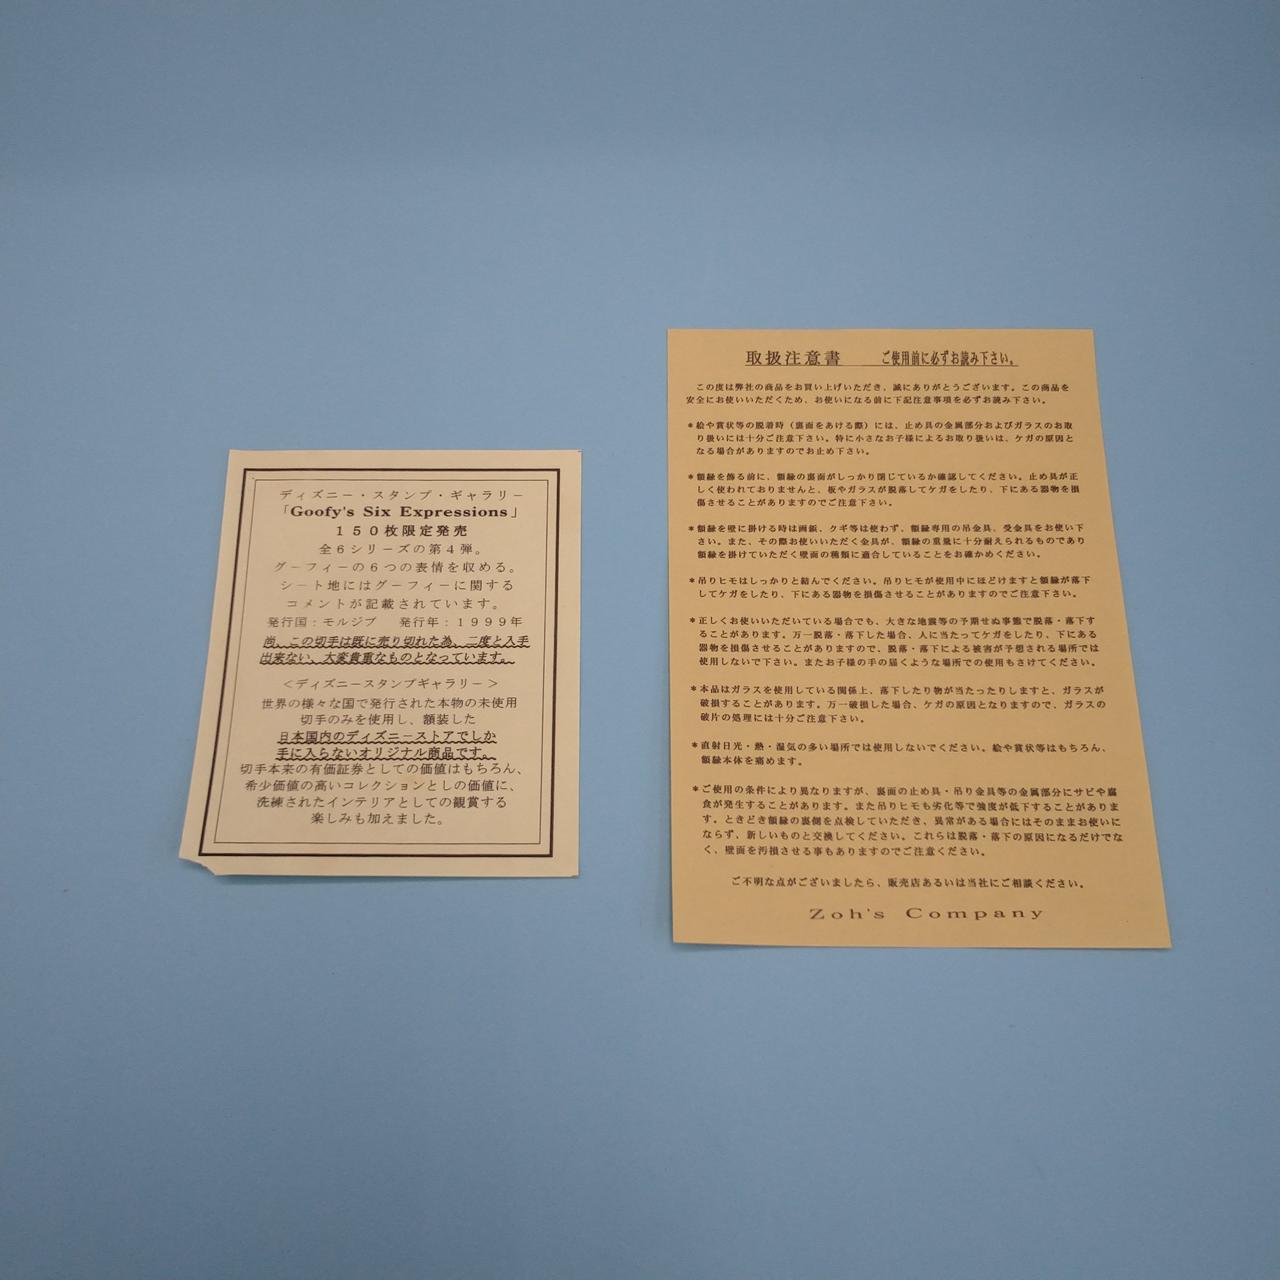 ディズニー・スタンプ・ギャラリー
「Goofy's Six Expressions」
１５０枚限定発売
全６シリーズの第４弾。
グーフィーの６つの表情を収める。
シート地にはグーフィーに関する
コメントが記載されています。
発行国：モルジブ　発行年：１９９９年
尚、この切手は既に売り切れた為、二度と入手
出来ない、大変貴重なものとなっています。
＜ディズニースタンプギャラリー＞
世界の様々な国で発行された本物の未使用
切手のみを使用し、額装した
日本国内のディズニーストアでしか
手に入らないオリジナル商品です。
切手本来の有価証券としての価値はもちろん、
希少価値の高いコレクションとしの価値に、
洗練されたインテリアとしての観賞する
楽しみも加えました。
取扱注意書　ご使用前に必ずお読み下さい。
この度は弊社の商品をお買い上げいただき、誠にありがとうございます。この商品を
安全にお使いいただくため、お使いになる前に下記注意事項を必ずお読み下さい。
＊絵や賞状等の脱着時（裏面をあける際）には、止め具の金属部分およびガラスのお取
り扱いには十分ご注意下さい。特に小さなお子様によるお取り扱いは、ケガの原因と
なる場合がありますのでお止め下さい。
＊額縁を飾る前に、額縁の裏面がしっかり閉じているか確認してください。止め具が正
しく使われておりませんと、板やガラスが脱落してケガをしたり、下にある器物を損
傷させることがありますのでご注意下さい。
＊額縁を壁に掛ける時は画鋲、クギ等は使わず、額縁専用の吊金具、受金具をお使い下
さい。また、その際お使いいただく金具が、額縁の重量に十分耐えられるものであり
額縁を掛けていただく壁面の種類に適合していることをお確かめください。
＊吊りヒモはしっかりと結んでください。吊りヒモが使用中にほどけますと額縁が落下
してケガをしたり、下にある器物を損傷させることがありますのでご注意下さい。
＊正しくお使いいただいている場合でも、大きな地震等の予期せぬ事態で脱落・落下す
ることがあります。万一脱落・落下した場合、人に当たってケガをしたり、下にある
器物を損傷させることがありますので、脱落・落下による被害が予想される場所では
使用しないで下さい。またお子様の手の届くような場所での使用もさけてください。
＊本品はガラスを使用している関係上、落下したり物が当たったりしますと、ガラスが
破損することがあります。万一破損した場合、ケガの原因となりますので、ガラスの
破片の処理には十分ご注意下さい。
＊直射日光・熱・湿気の多い場所では使用しないでください。絵や賞状等はもちろん、
額縁本体を痛めます。
＊ご使用の条件により異なりますが、裏面の止め具・吊り金具等の金属部分にサビや腐
食が発生することがあります。また吊りヒモも劣化等で強度が低下することがありま
す。ときどき額縁の裏側を点検していただき、異常がある場合にはそのままお使いに
ならず、新しいものと交換してください。これらは脱落・落下の原因になるだけでな
く、壁面を汚損させる事もありますのでご注意ください。
ご不明な点がございましたら、販売店あるいは当社にご相談ください。
Zoh's Company